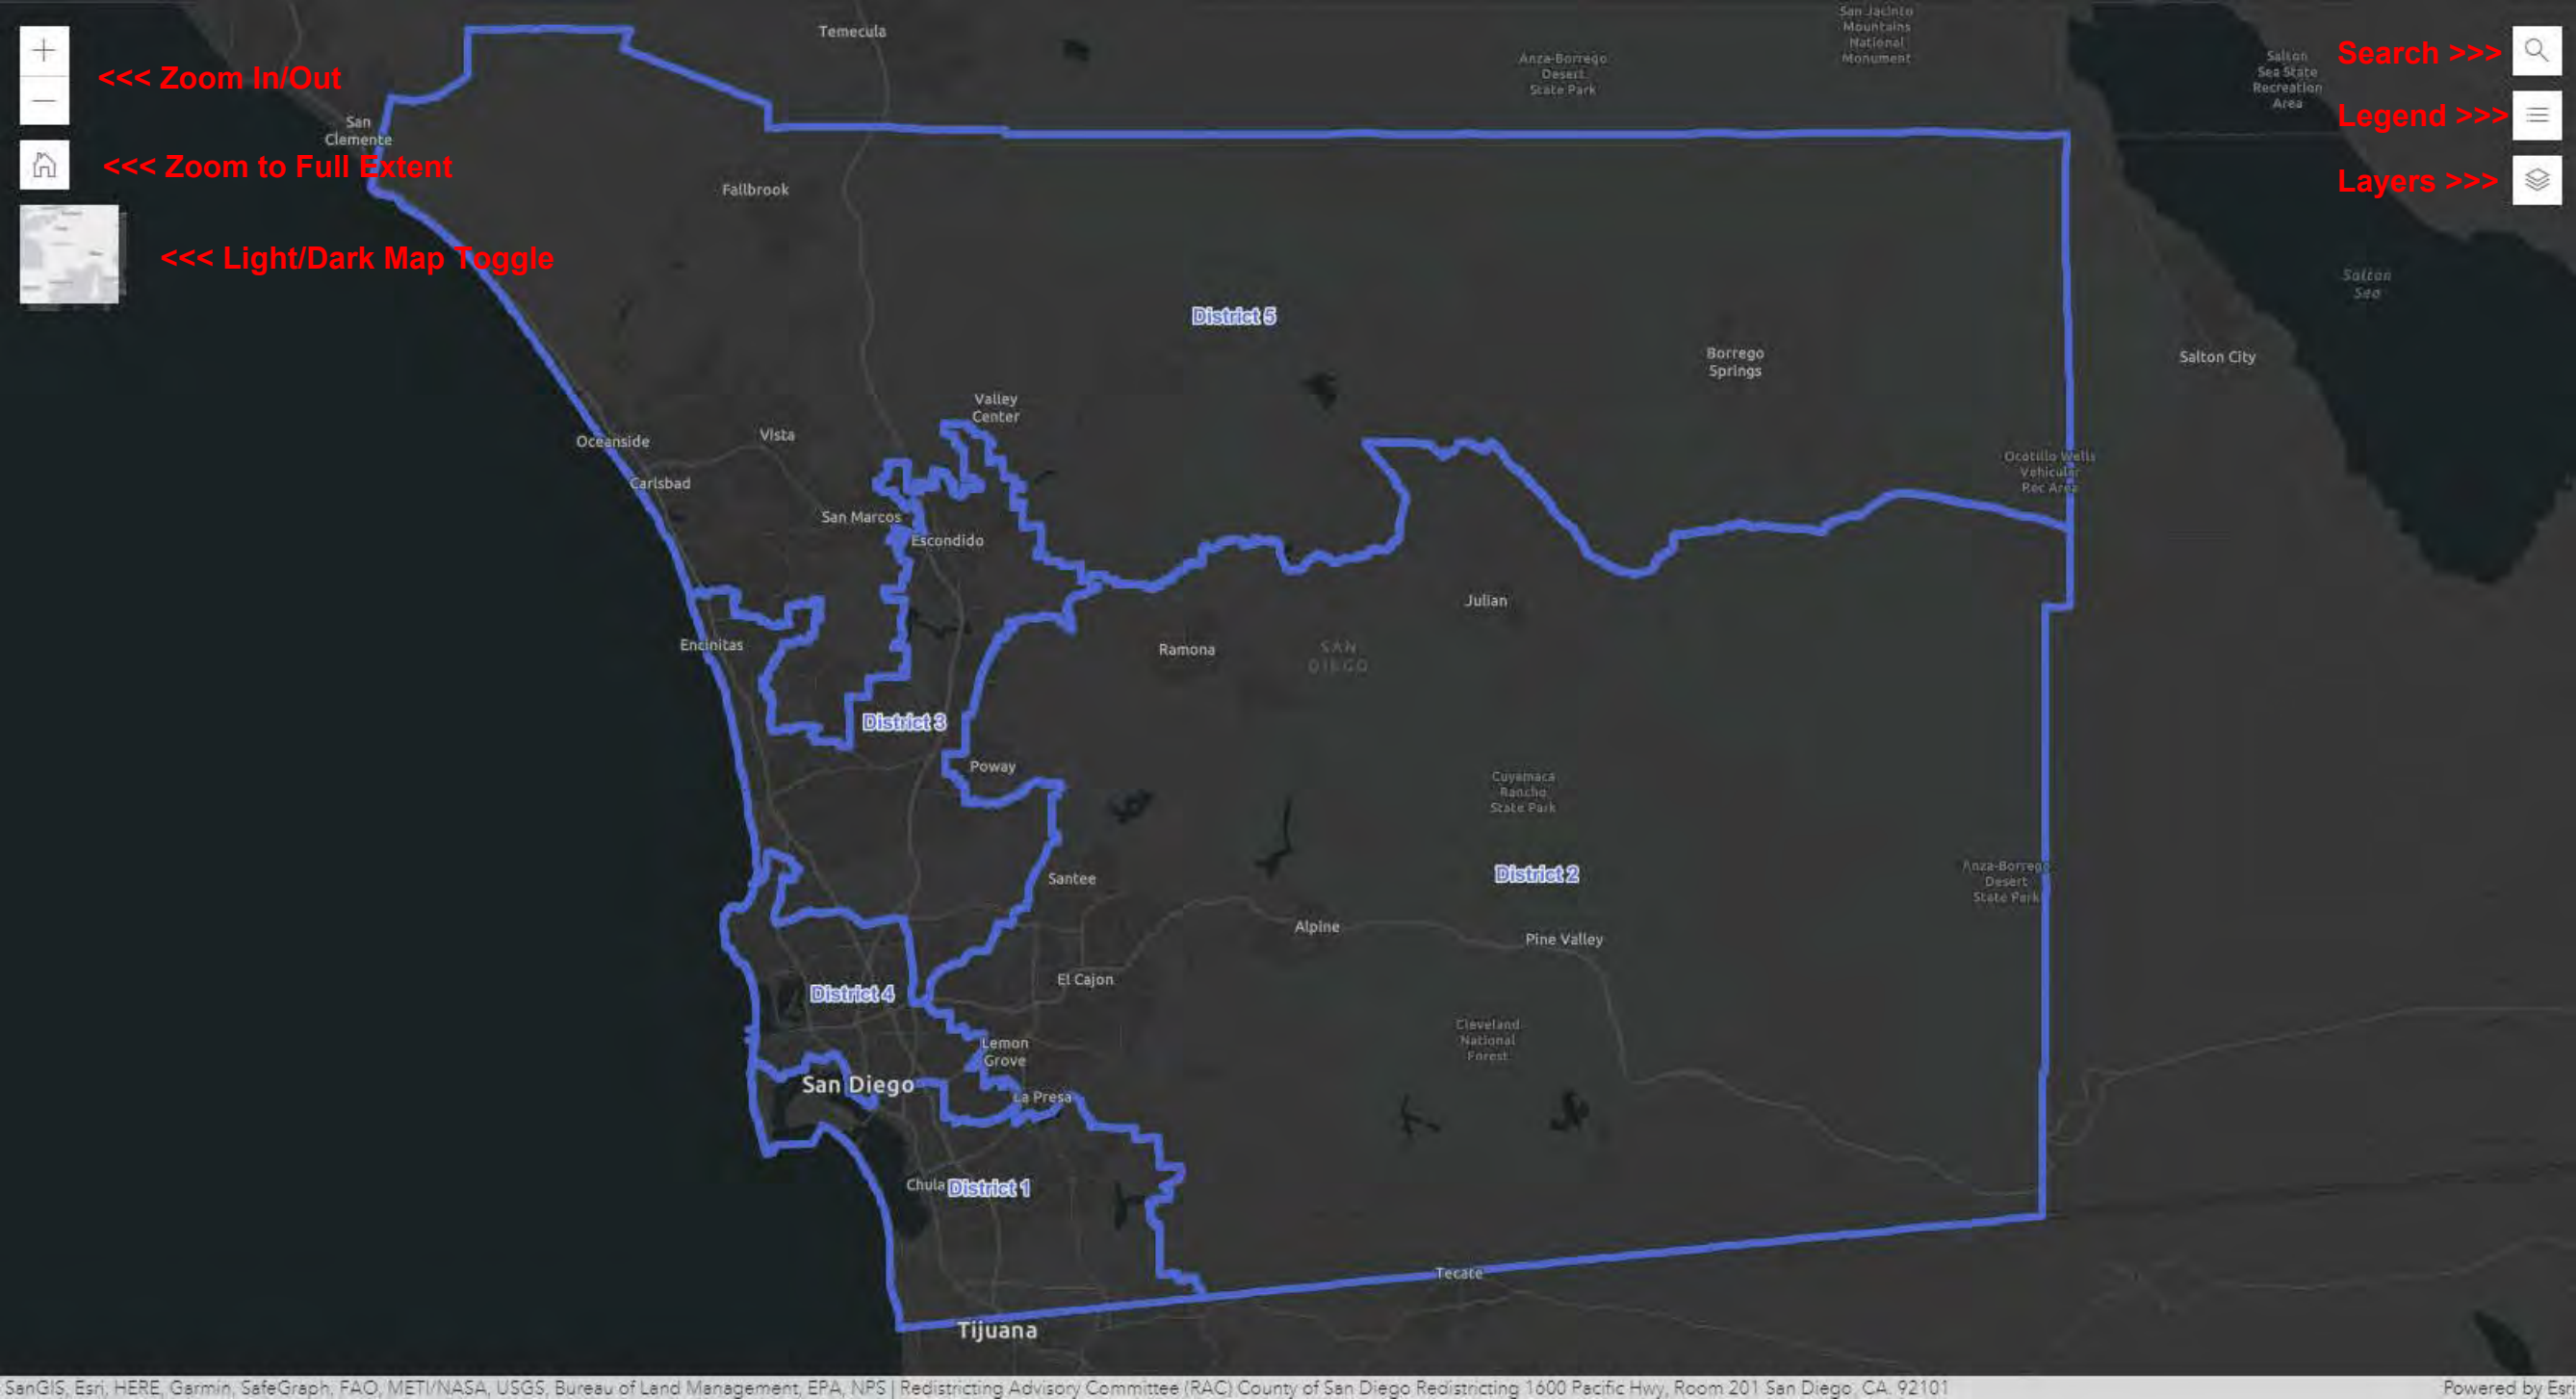 Temecula
San Jacinto
Mountains
National
Monument
Anza-Borrego
Desert
State Park
Salton
Sea State
Recreation
Area
Search >>>
<<< Zoom In/Out
Legend >>>
San
Clemente
<<< Zoom to Full Extent
Layers >>>
Fallbrook
<<< Light/Dark Map Toggle
Salton
Sea
District 5
Borrego
Springs
Salton City
Valley
Center
Oceanside
Vista
Carlsbad
Ocotillo Wells
Vehicular
Rec Area
San Marcos
Escondido
Julian
Encinitas
Ramona
SAN
DIEGO
District 3
Poway
Cuyamaca
Rancho
State Park
Santee
District 2
Anza-Borrego
Desert
State Park
Alpine
Pine Valley
El Cajon
District 4
Lemon
Grove
Cleveland
National
Forest
San Diego
La Presa
Chula
District 1
Tecate
Tijuana
SanGIS, Esri, HERE, Garmin, SafeGraph, FAO, METI/NASA, USGS, Bureau of Land Management, EPA, NPS | Redistricting Advisory Committee (RAC) County of San Diego Redistricting 1600 Pacific Hwy, Room 201 San Diego, CA. 92101
Powered by Esri